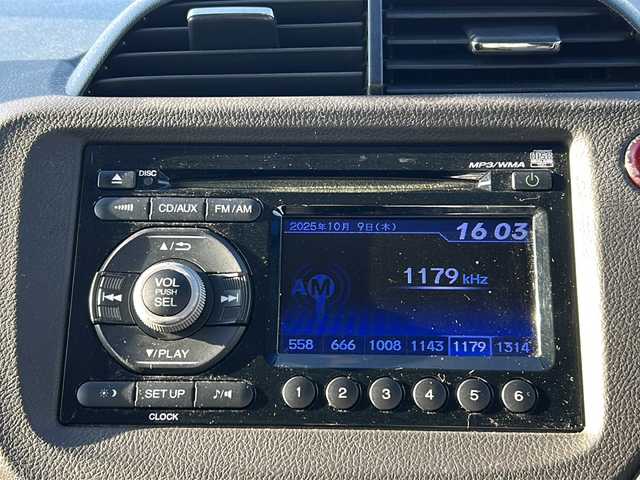 MP3/WMA
DISC
CD/AUX
FM/AM
2025年10月 9日(木)
16 03
AM
1179 kHz
558 666 1008 1143 1179 1314
VOL
PUSH
SEL
▼/PLAY
SET UP
CLOCK
1 2 3 4 5 6